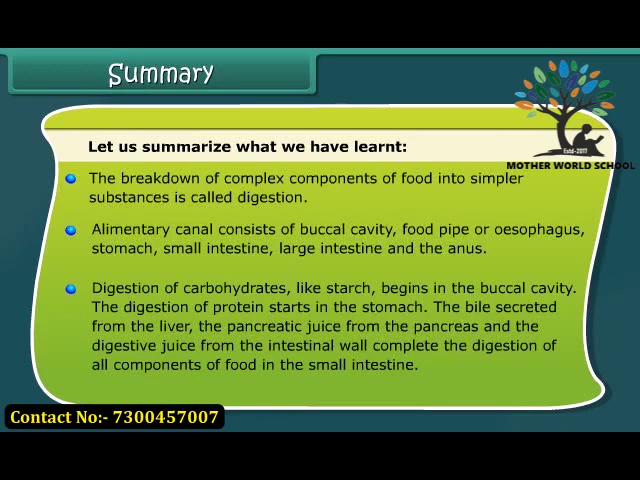 Summary
Let us summarize what we have learnt:
Estd-2017
MOTHER WORLD SCHOOL
The breakdown of complex components of food into simpler
substances is called digestion.
Alimentary canal consists of buccal cavity, food pipe or oesophagus,
stomach, small intestine, large intestine and the anus.
Digestion of carbohydrates, like starch, begins in the buccal cavity.
The digestion of protein starts in the stomach. The bile secreted
from the liver, the pancreatic juice from the pancreas and the
digestive juice from the intestinal wall complete the digestion of
all components of food in the small intestine.
Contact No:- 7300457007